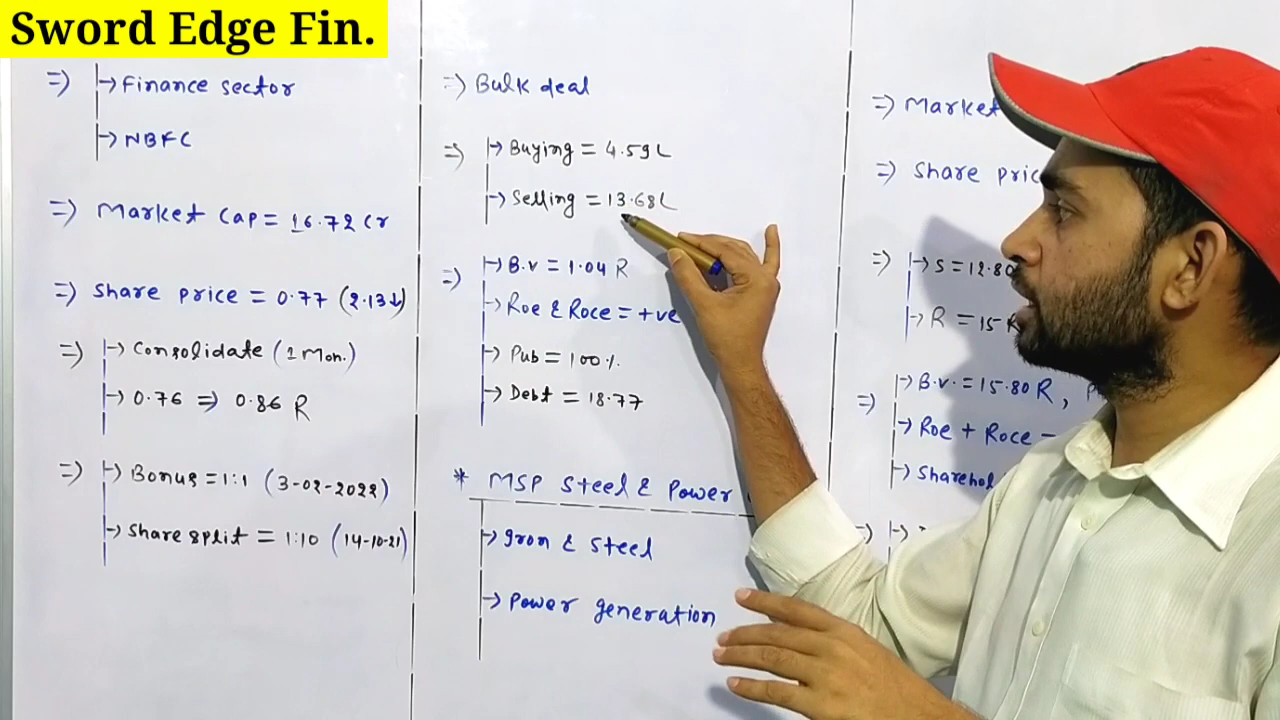 Sword Edge Fin.
=> |→ Finance sector
|→ NBFC
=> Market Cap = 16.72 Cr
=> Share price = 0.77 (2.13↓)
=> |→ Consolidate (1 Mon.)
|→ 0.76 => 0.86 R
=> |→ Bonus = 1:1 (3-02-2022)
|→ Share split = 1:10 (14-10-21)
=> Bulk deal
=> |→ Buying = 4.59L
|→ Selling = 13.68L
=> |→ B.v = 1.04 R
|→ Roe & Roce = +ve
|→ Pub = 100%
|→ Debt = 18.77
* MSP Steel & Power
|→ Iron & Steel
|→ Power generation
=> Market
=> Share pric
=> |→ S = 12.80
|→ R = 15 R
=> |→ B.v. = 15.80 R,
|→ Roe + Roce =
|→ Sharehol